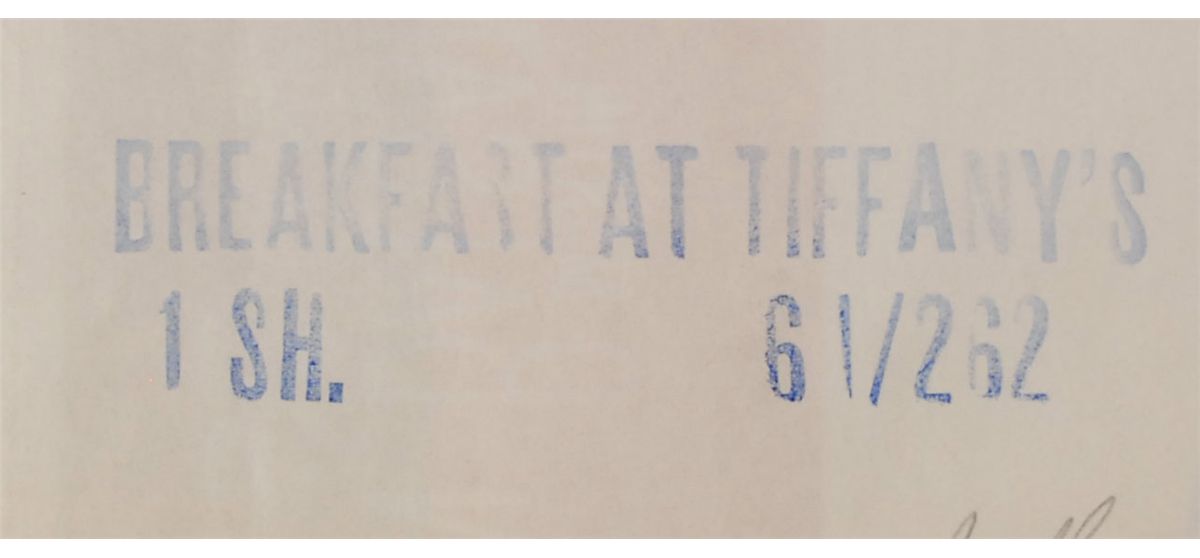 BREAKFAST AT TIFFANY'S
1 SH. 61/262